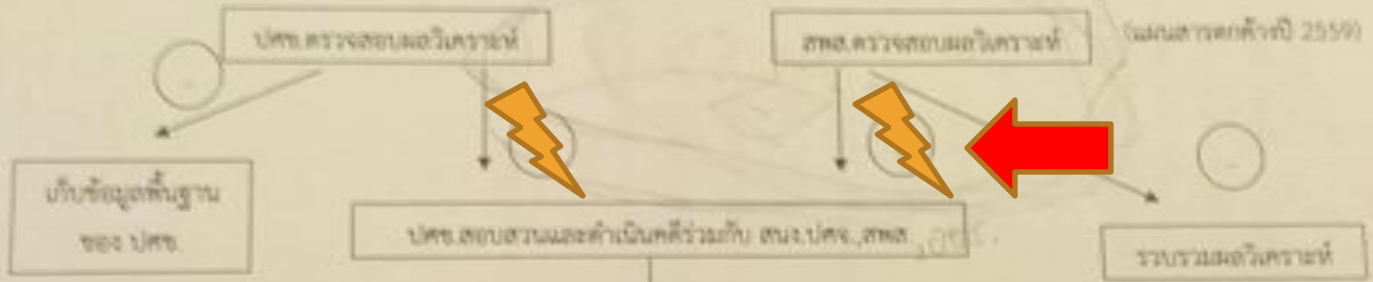 ปศข.ตรวจสอบผลวิเคราะห์
สพส.ตรวจสอบผลวิเคราะห์
(แผนสารตกค้างปี 2559)
เก็บข้อมูลพื้นฐาน
ของ ปศข.
ปศข.สอบสวนและดำเนินคดีร่วมกับ สนง.ปศจ.,สพส.
รวบรวมผลวิเคราะห์